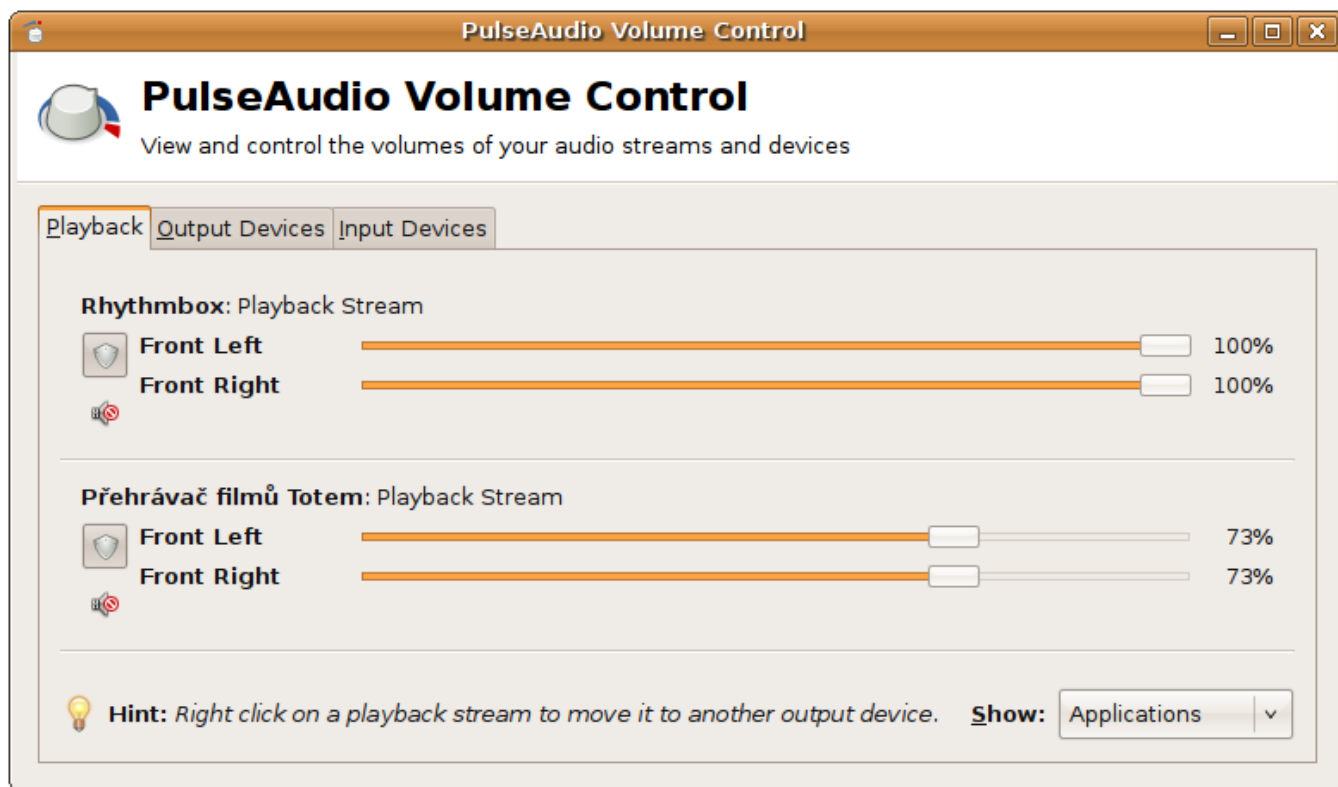 PulseAudio Volume Control
PulseAudio Volume Control
View and control the volumes of your audio streams and devices
Playback Output Devices Input Devices
Rhythmbox: Playback Stream
Front Left 100%
Front Right 100%
Přehrávač filmů Totem: Playback Stream
Front Left 73%
Front Right 73%
Hint: Right click on a playback stream to move it to another output device. Show: Applications